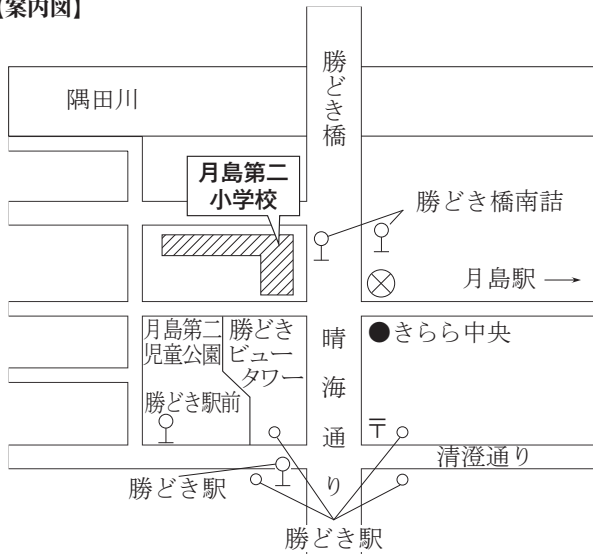 【案内図】
隅田川
勝どき橋
月島第二
小学校
勝どき橋南詰
月島駅
月島第二
児童公園
勝どき
ビュー
タワー
晴海通り
きらら中央
勝どき駅前
〒
清澄通り
勝どき駅
勝どき駅